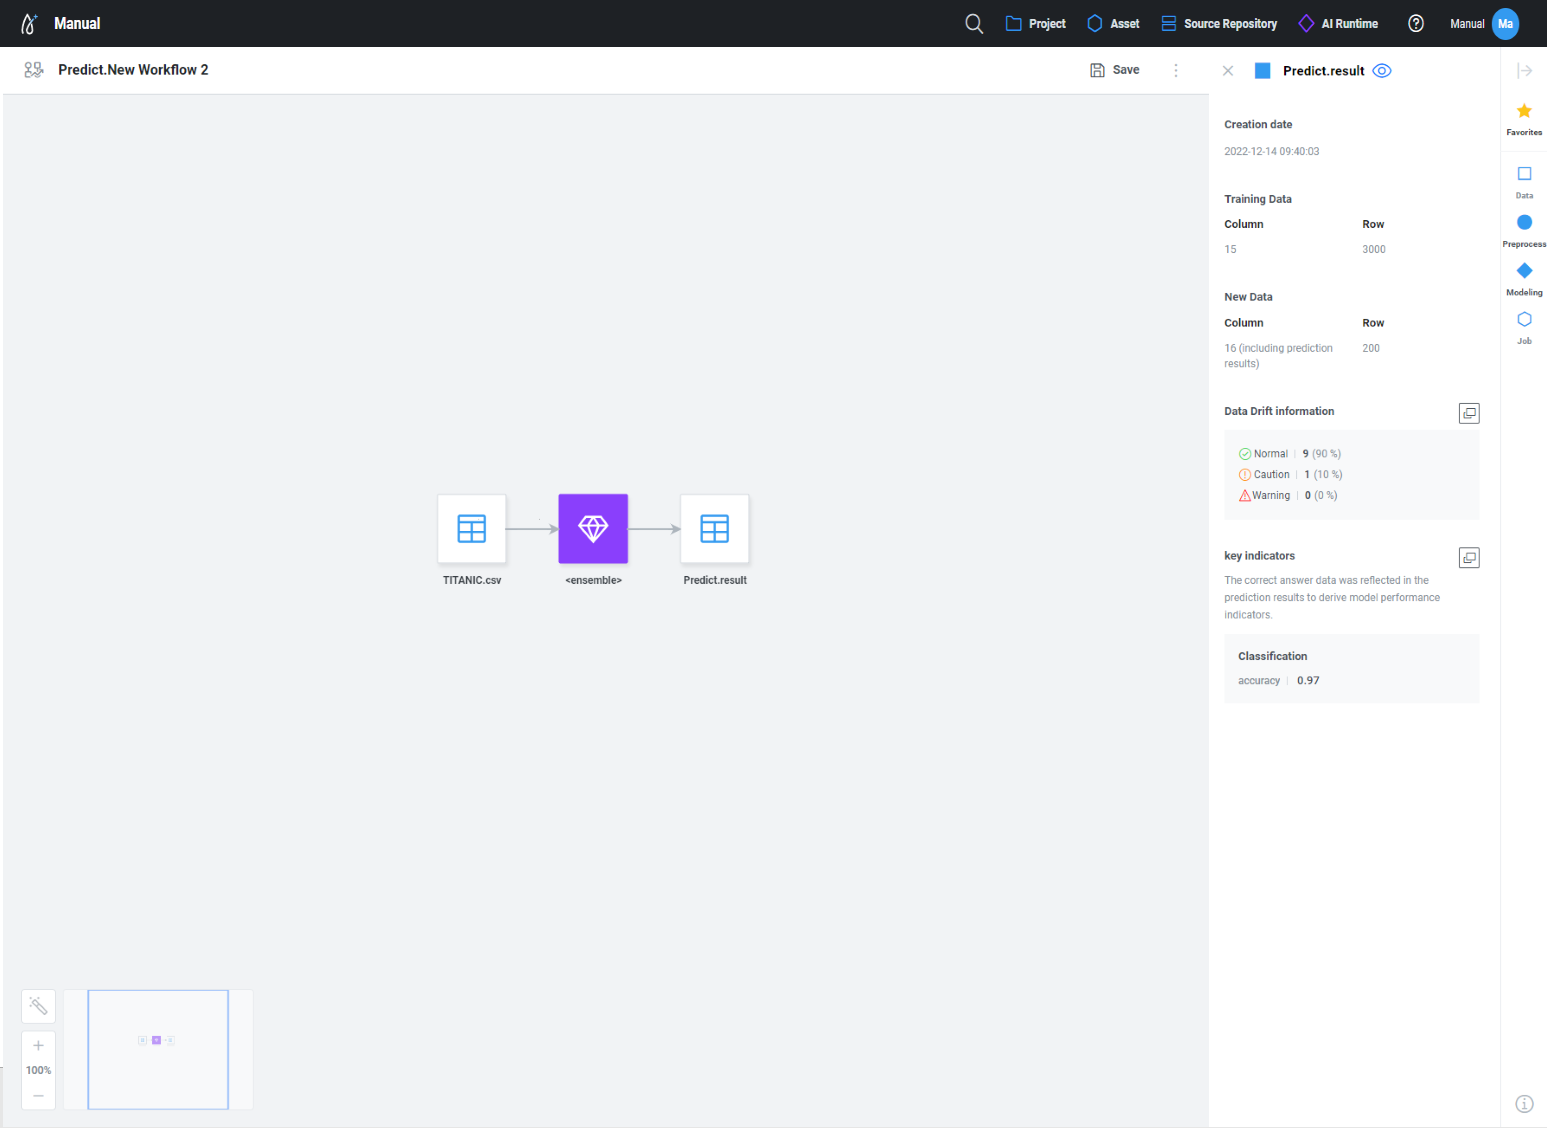 Manual
Project
Asset
Source Repository
AI Runtime
Manual
Ma
Predict.New Workflow 2
Save
Predict.result
Creation date
2022-12-14 09:40:03
Training Data
Column Row
15 3000
New Data
Column Row
16 (including prediction 200
results)
Data Drift information
Normal | 9 (90 %)
Caution | 1 (10 %)
Warning | 0 (0 %)
key indicators
The correct answer data was reflected in the
prediction results to derive model performance
indicators.
Classification
accuracy | 0.97
Favorites
Data
Preprocess
Modeling
Job
TITANIC.csv
<ensemble>
Predict.result
100%